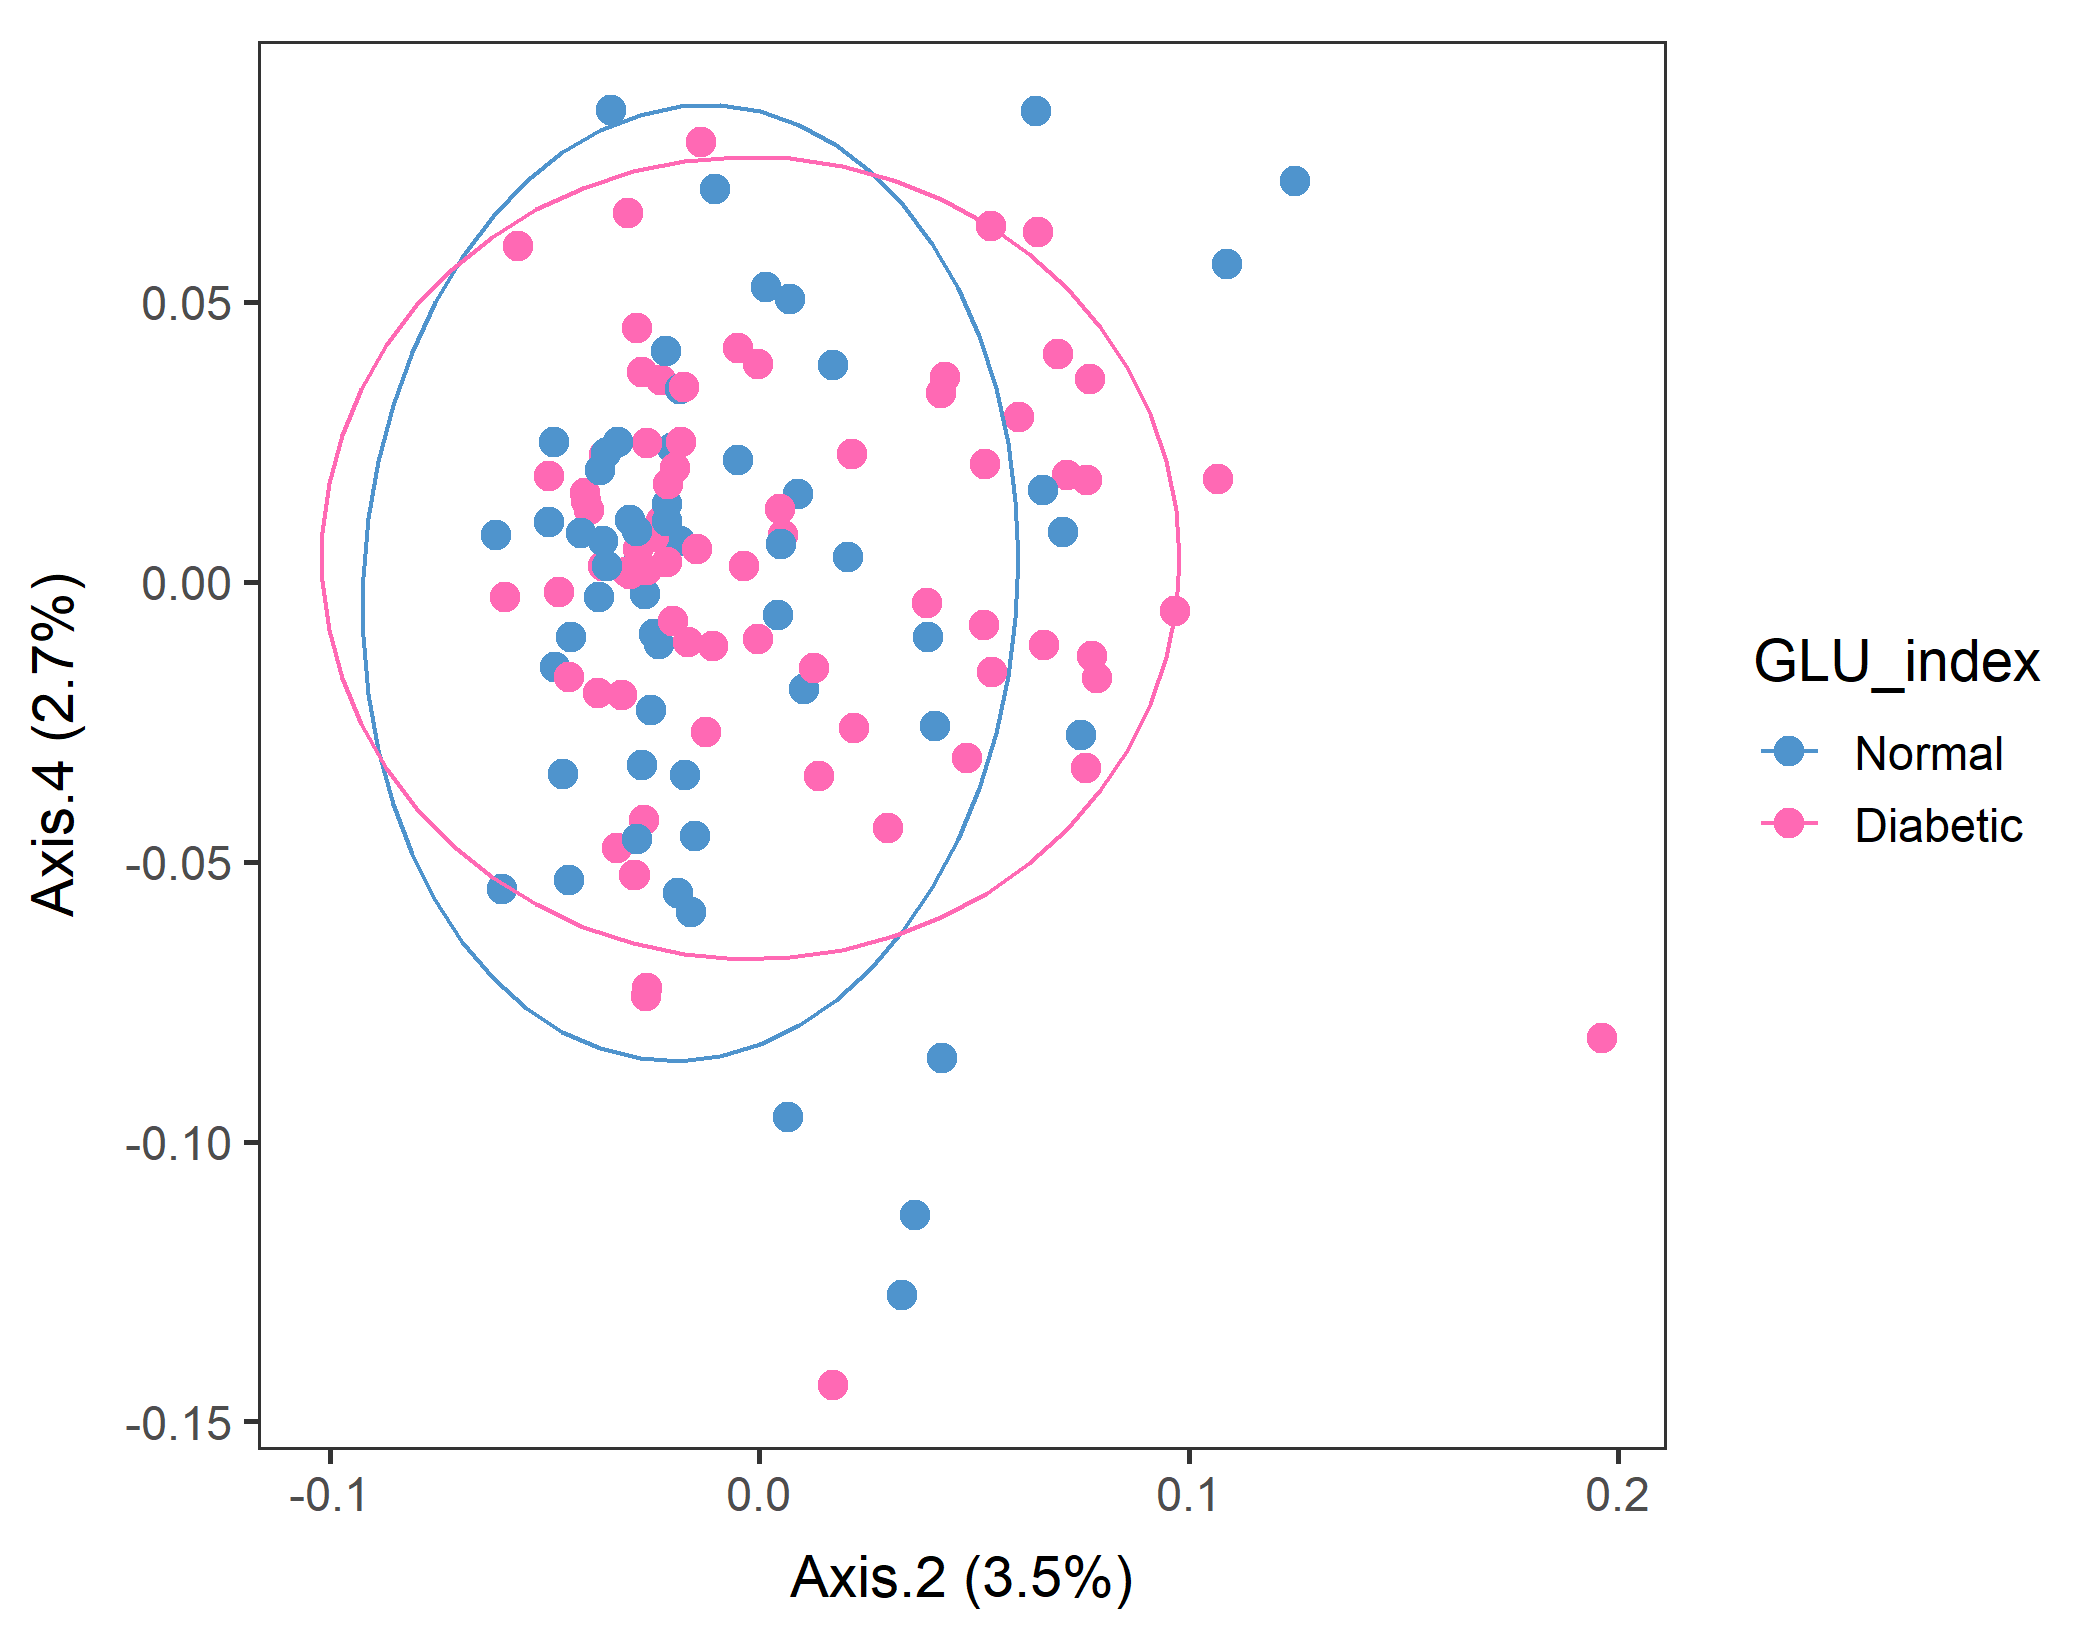 0.05
0.00
-0.05
-0.10
-0.15
Axis.4 (2.7%)
-0.1 0.0 0.1 0.2
Axis.2 (3.5%)
GLU_index
Normal
Diabetic